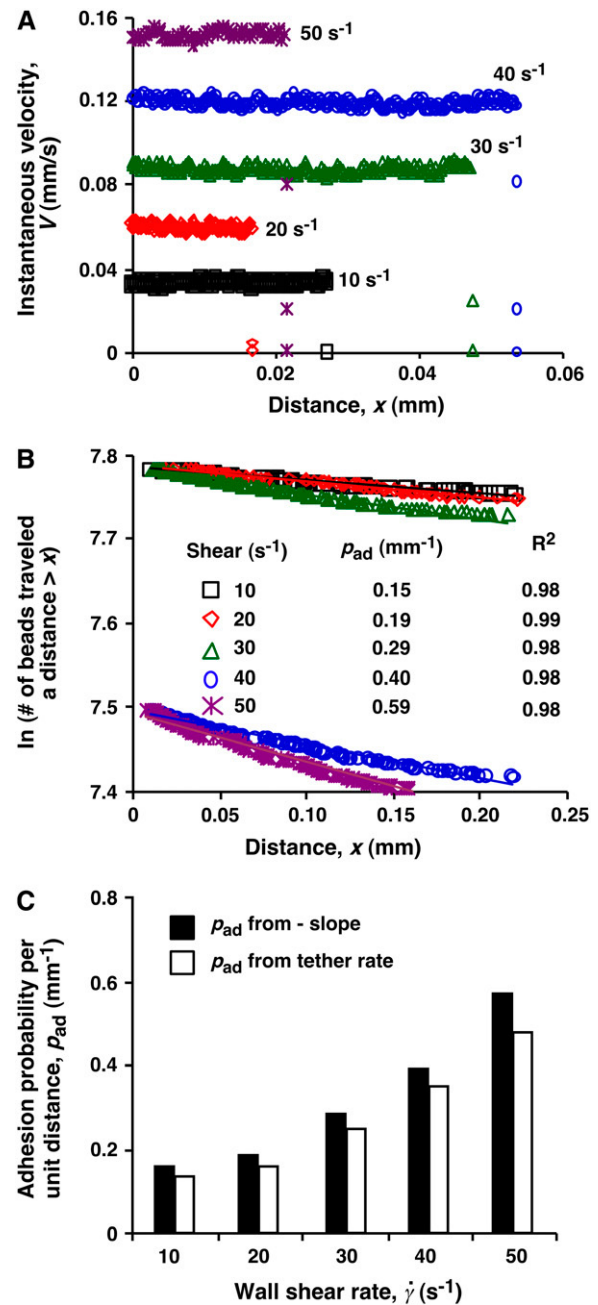 A
Instantaneous velocity,
V (mm/s)
0.16
0.12
0.08
0.04
0
50 s-1
40 s-1
30 s-1
20 s-1
10 s-1
0 0.02 0.04 0.06
Distance, x (mm)
B
ln (# of beads traveled
a distance > x)
7.8
7.7
7.6
7.5
7.4
Shear (s-1) pad (mm-1) R2
10 0.15 0.98
20 0.19 0.99
30 0.29 0.98
40 0.40 0.98
50 0.59 0.98
0 0.05 0.10 0.15 0.20 0.25
Distance, x (mm)
C
Adhesion probability per
unit distance, pad (mm-1)
0.8
0.6
0.4
0.2
0
pad from - slope
pad from tether rate
10 20 30 40 50
Wall shear rate, γ̇ (s-1)